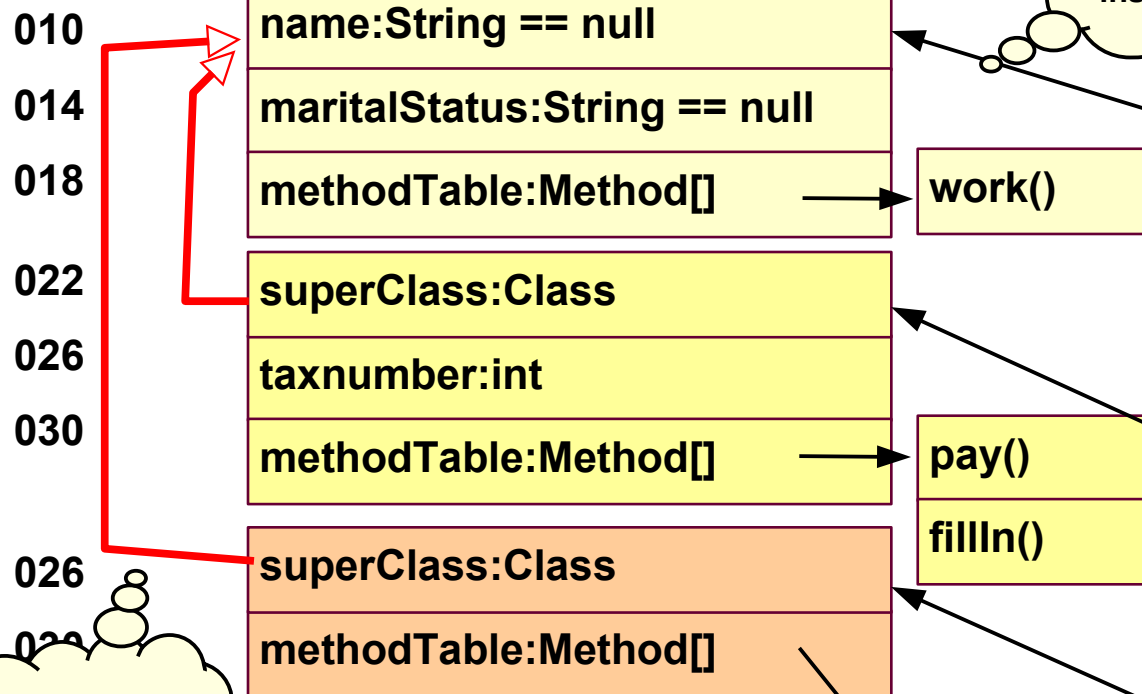 010 name:String == null
014 maritalStatus:String == null
018 methodTable:Method[] work()
022 superClass:Class
026 taxnumber:int
030 methodTable:Method[] pay()
fillIn()
026 superClass:Class
methodTable:Method[]